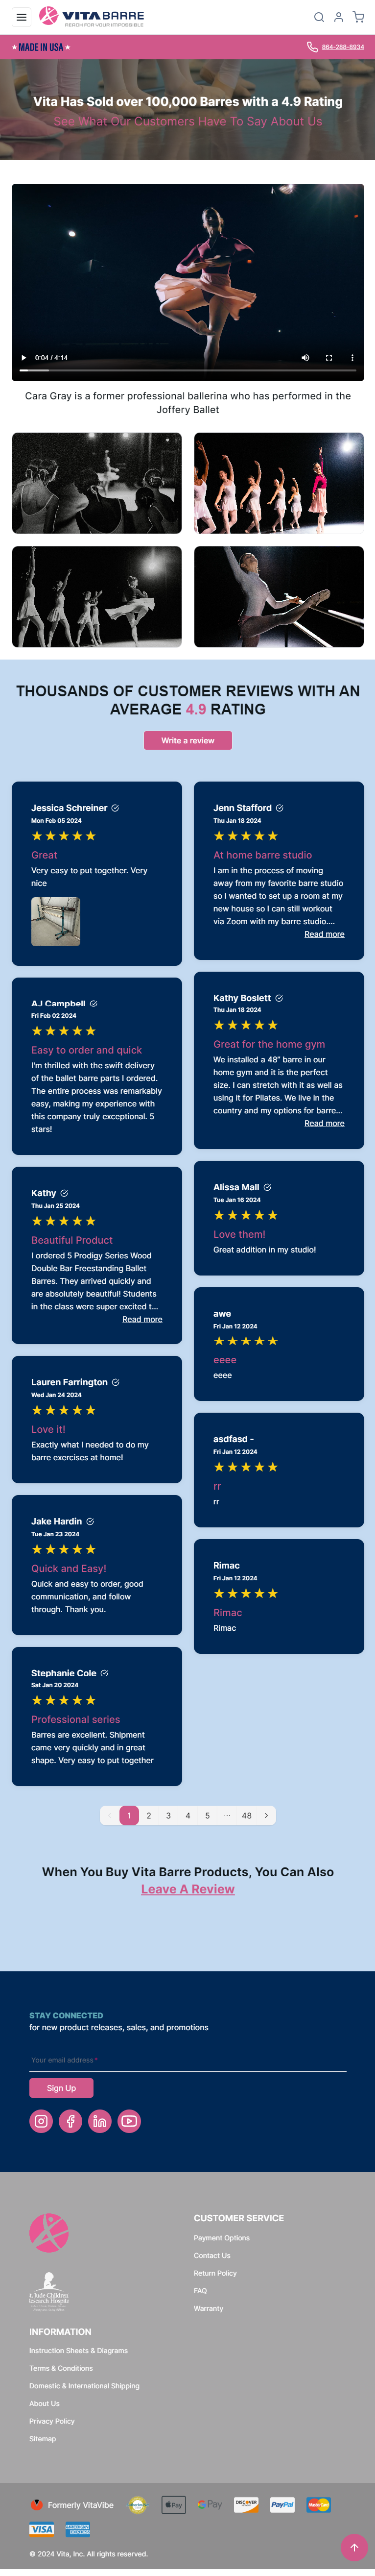 VITA BARRE
REACH FOR YOUR IMPOSSIBLE
MADE IN USA
864-288-8934
Vita Has Sold over 100,000 Barres with a 4.9 Rating
See What Our Customers Have To Say About Us
0:04 / 4:14
Cara Gray is a former professional ballerina who has performed in the
Joffery Ballet
THOUSANDS OF CUSTOMER REVIEWS WITH AN
AVERAGE 4.9 RATING
Write a review
Jessica Schreiner
Mon Feb 05 2024
Great
Very easy to put together. Very
nice
AJ Campbell
Fri Feb 02 2024
Easy to order and quick
I'm thrilled with the swift delivery
of the ballet barre parts I ordered.
The entire process was remarkably
easy, making my experience with
this company truly exceptional. 5
stars!
Kathy
Thu Jan 25 2024
Beautiful Product
I ordered 5 Prodigy Series Wood
Double Bar Freestanding Ballet
Barres. They arrived quickly and
are absolutely beautiful! Students
in the class were super excited t...
Read more
Lauren Farrington
Wed Jan 24 2024
Love it!
Exactly what I needed to do my
barre exercises at home!
Jake Hardin
Tue Jan 23 2024
Quick and Easy!
Quick and easy to order, good
communication, and follow
through. Thank you.
Stephanie Cole
Sat Jan 20 2024
Professional series
Barres are excellent. Shipment
came very quickly and in great
shape. Very easy to put together
Jenn Stafford
Thu Jan 18 2024
At home barre studio
I am in the process of moving
away from my favorite barre studio
so I wanted to set up a room at my
new house so I can still workout
via Zoom with my barre studio....
Read more
Kathy Boslett
Thu Jan 18 2024
Great for the home gym
We installed a 48” barre in our
home gym and it is the perfect
size. I can stretch with it as well as
using it for Pilates. We live in the
country and my options for barre...
Read more
Alissa Mall
Tue Jan 16 2024
Love them!
Great addition in my studio!
awe
Fri Jan 12 2024
eeee
eeee
asdfasd -
Fri Jan 12 2024
rr
rr
Rimac
Fri Jan 12 2024
Rimac
Rimac
1 2 3 4 5 ··· 48
When You Buy Vita Barre Products, You Can Also
Leave A Review
STAY CONNECTED
for new product releases, sales, and promotions
Your email address*
Sign Up
CUSTOMER SERVICE
Payment Options
Contact Us
Return Policy
FAQ
Warranty
INFORMATION
Instruction Sheets & Diagrams
Terms & Conditions
Domestic & International Shipping
About Us
Privacy Policy
Sitemap
Formerly VitaVibe
Pay
Pay
DISCOVER
PayPal
MasterCard
VISA
© 2024 Vita, Inc. All rights reserved.